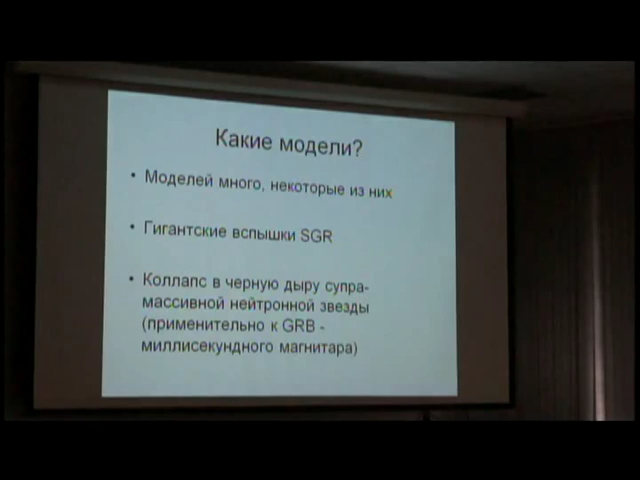 Какие модели?
• Моделей много, некоторые из них
• Гигантские вспышки SGR
• Коллапс в черную дыру супра-
массивной нейтронной звезды
(применительно к GRB -
миллисекундного магнитара)